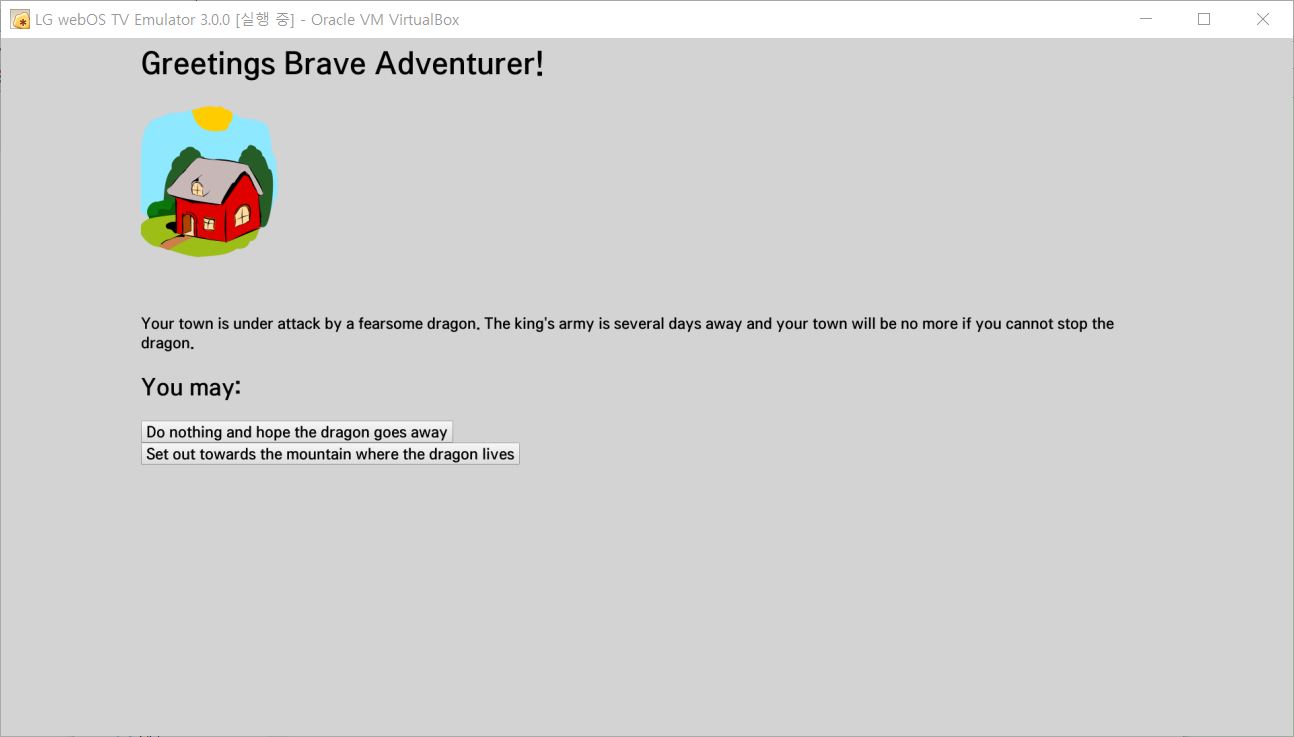 LG webOS TV Emulator 3.0.0 [실행 중] - Oracle VM VirtualBox
Greetings Brave Adventurer!
Your town is under attack by a fearsome dragon. The king's army is several days away and your town will be no more if you cannot stop the
dragon.
You may:
Do nothing and hope the dragon goes away
Set out towards the mountain where the dragon lives